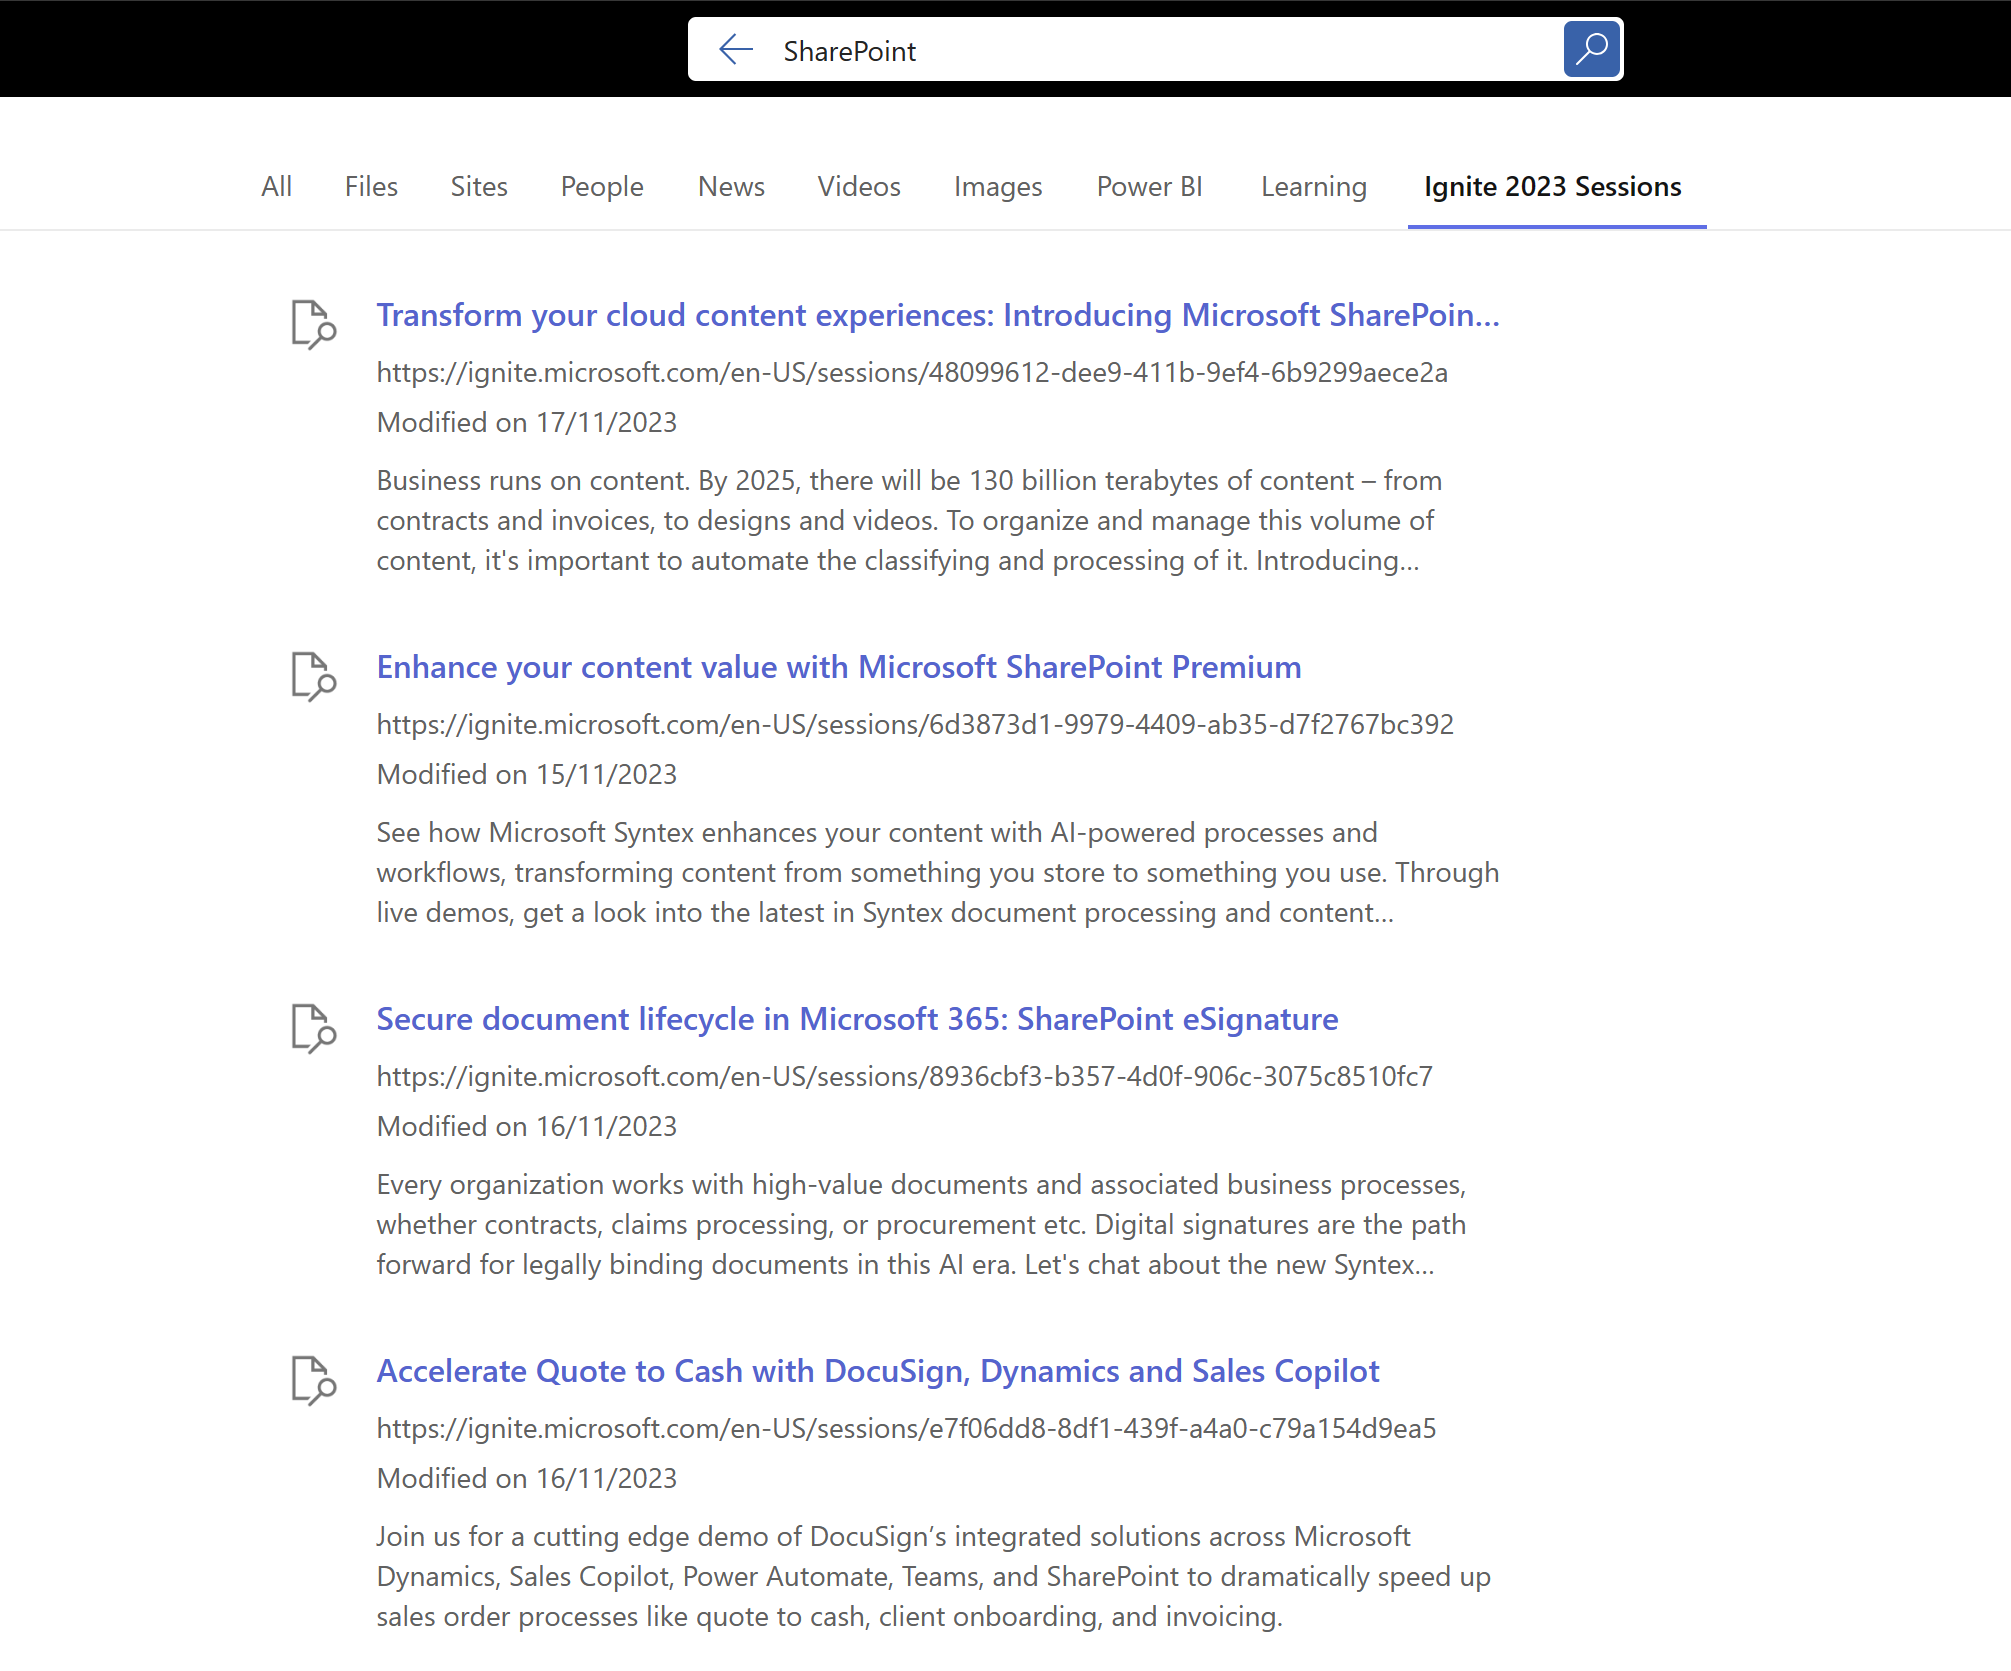 SharePoint
All Files Sites People News Videos Images Power BI Learning Ignite 2023 Sessions
Transform your cloud content experiences: Introducing Microsoft SharePoin...
https://ignite.microsoft.com/en-US/sessions/48099612-dee9-411b-9ef4-6b9299aece2a
Modified on 17/11/2023
Business runs on content. By 2025, there will be 130 billion terabytes of content – from
contracts and invoices, to designs and videos. To organize and manage this volume of
content, it's important to automate the classifying and processing of it. Introducing...
Enhance your content value with Microsoft SharePoint Premium
https://ignite.microsoft.com/en-US/sessions/6d3873d1-9979-4409-ab35-d7f2767bc392
Modified on 15/11/2023
See how Microsoft Syntex enhances your content with AI-powered processes and
workflows, transforming content from something you store to something you use. Through
live demos, get a look into the latest in Syntex document processing and content...
Secure document lifecycle in Microsoft 365: SharePoint eSignature
https://ignite.microsoft.com/en-US/sessions/8936cbf3-b357-4d0f-906c-3075c8510fc7
Modified on 16/11/2023
Every organization works with high-value documents and associated business processes,
whether contracts, claims processing, or procurement etc. Digital signatures are the path
forward for legally binding documents in this AI era. Let's chat about the new Syntex...
Accelerate Quote to Cash with DocuSign, Dynamics and Sales Copilot
https://ignite.microsoft.com/en-US/sessions/e7f06dd8-8df1-439f-a4a0-c79a154d9ea5
Modified on 16/11/2023
Join us for a cutting edge demo of DocuSign’s integrated solutions across Microsoft
Dynamics, Sales Copilot, Power Automate, Teams, and SharePoint to dramatically speed up
sales order processes like quote to cash, client onboarding, and invoicing.